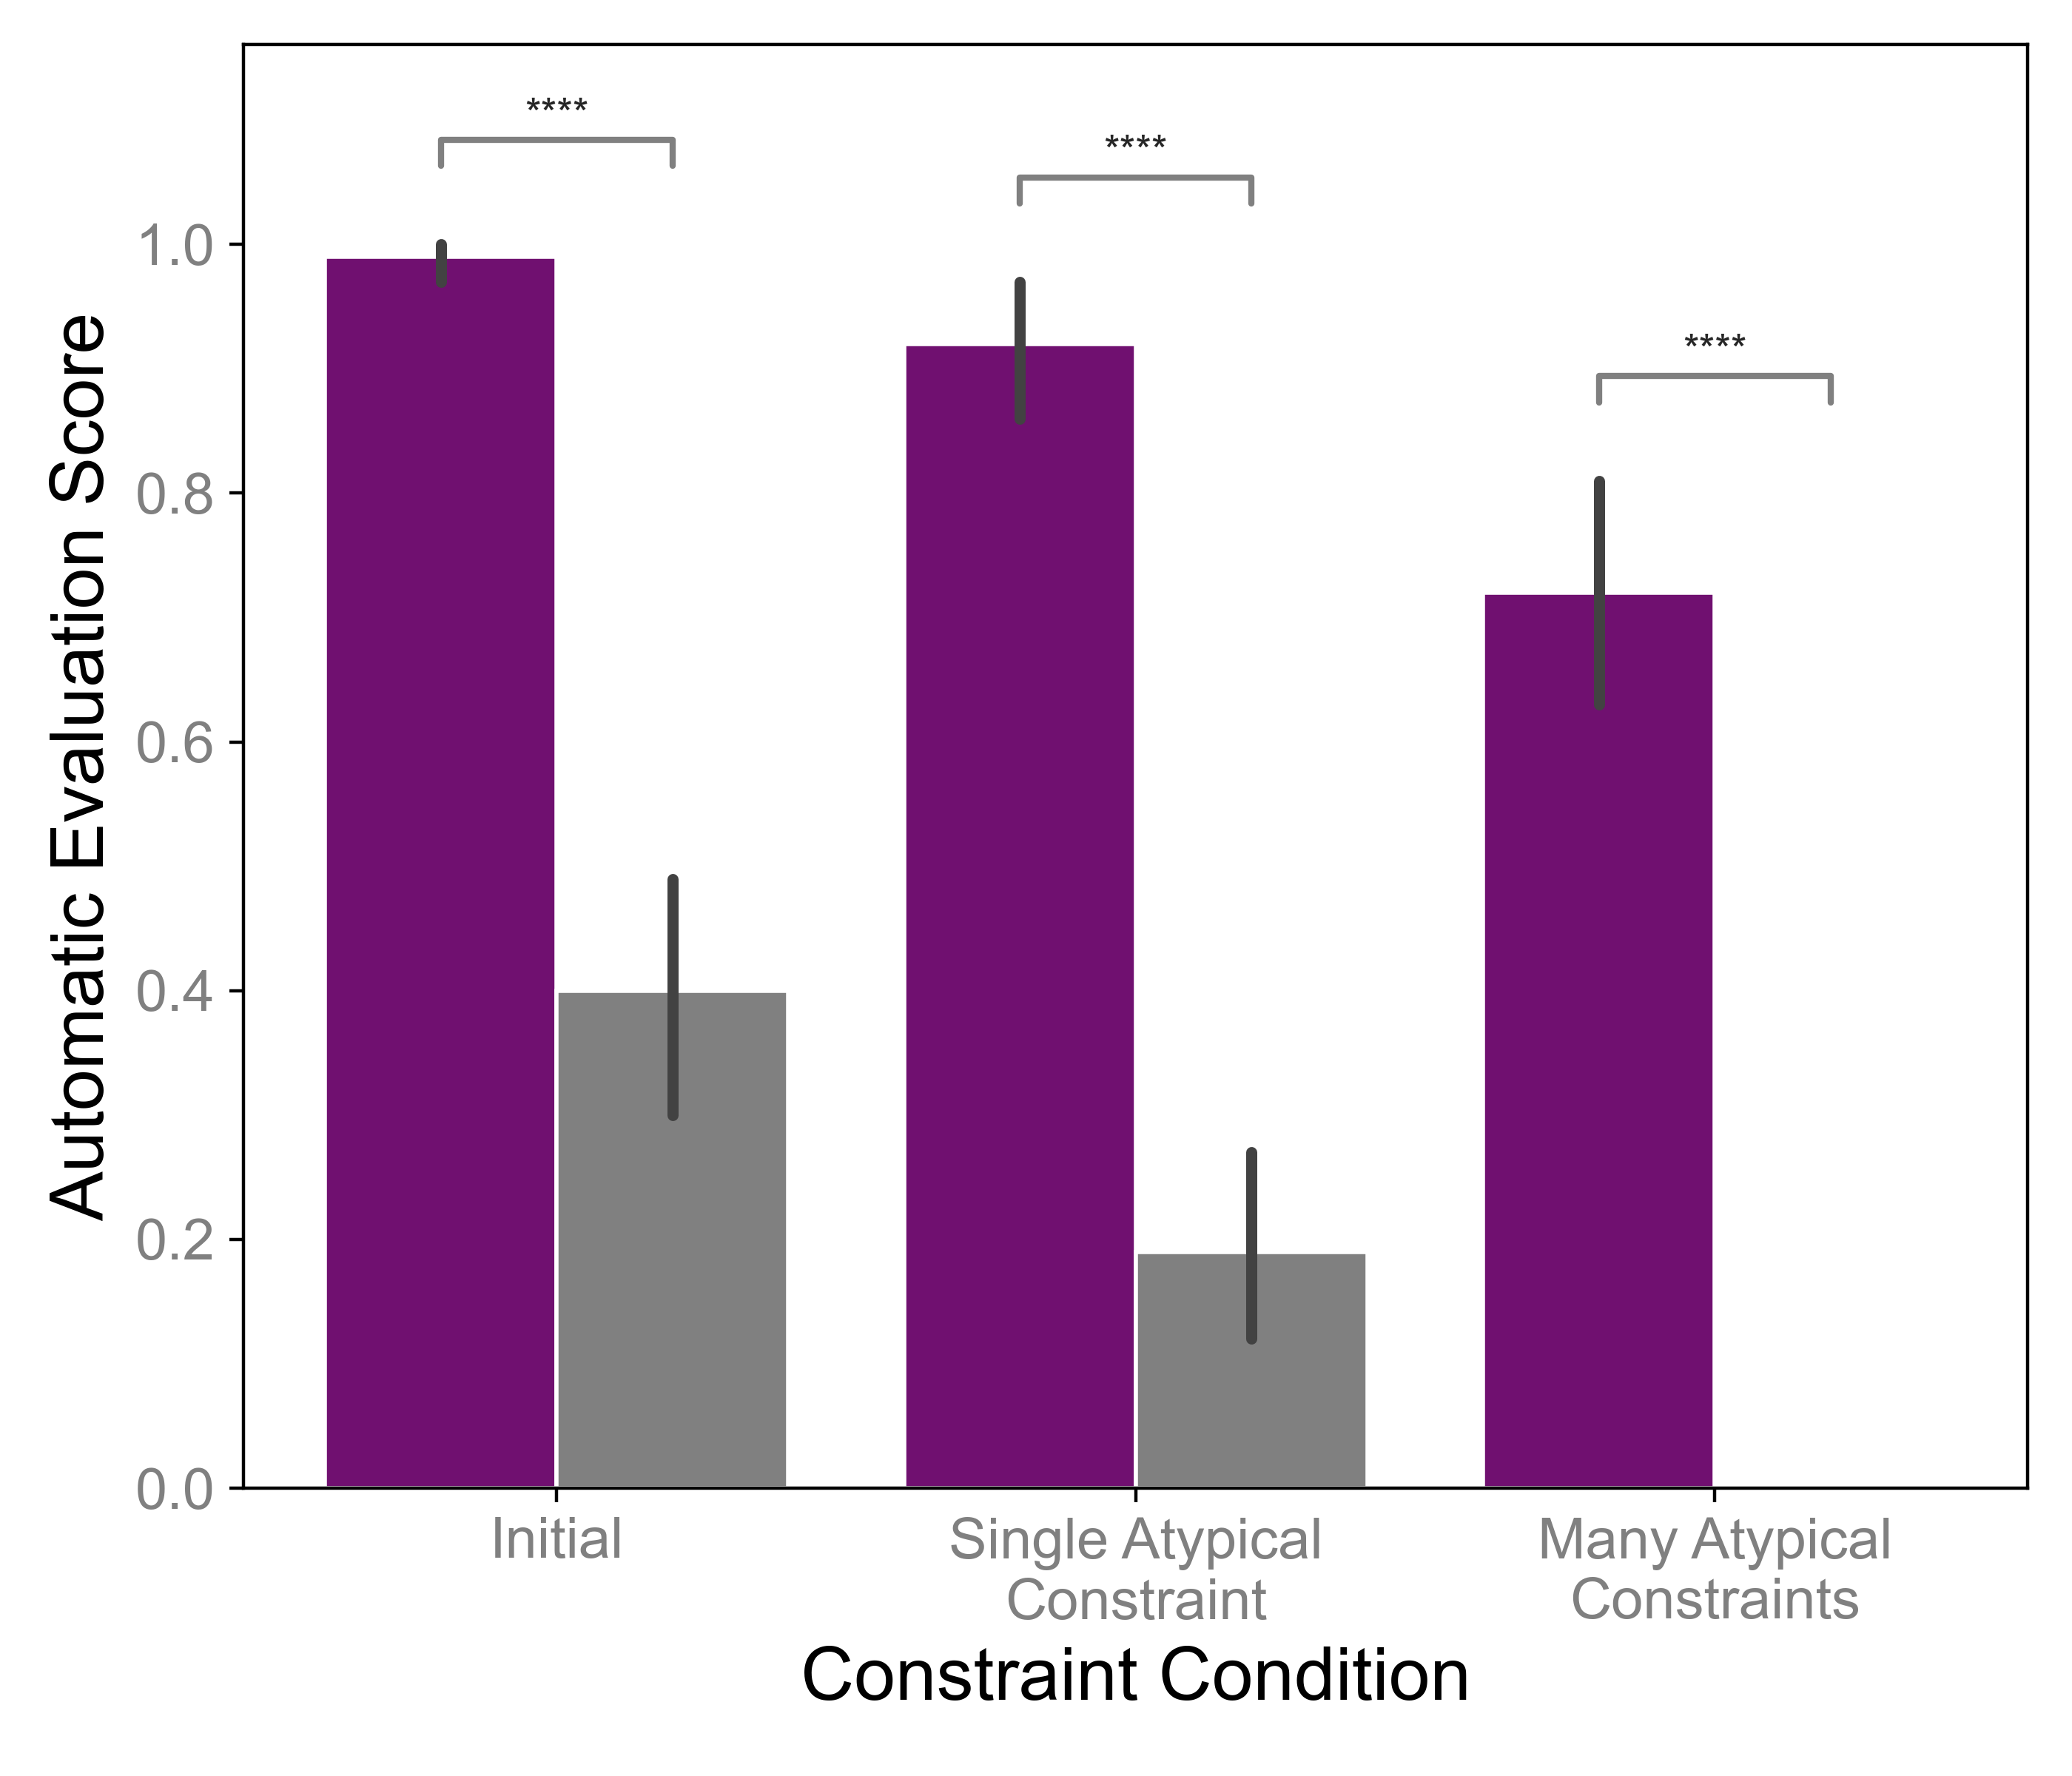 ****
****
****
1.0
0.8
0.6
0.4
0.2
0.0
Automatic Evaluation Score
Initial
Single Atypical
Constraint
Many Atypical
Constraints
Constraint Condition